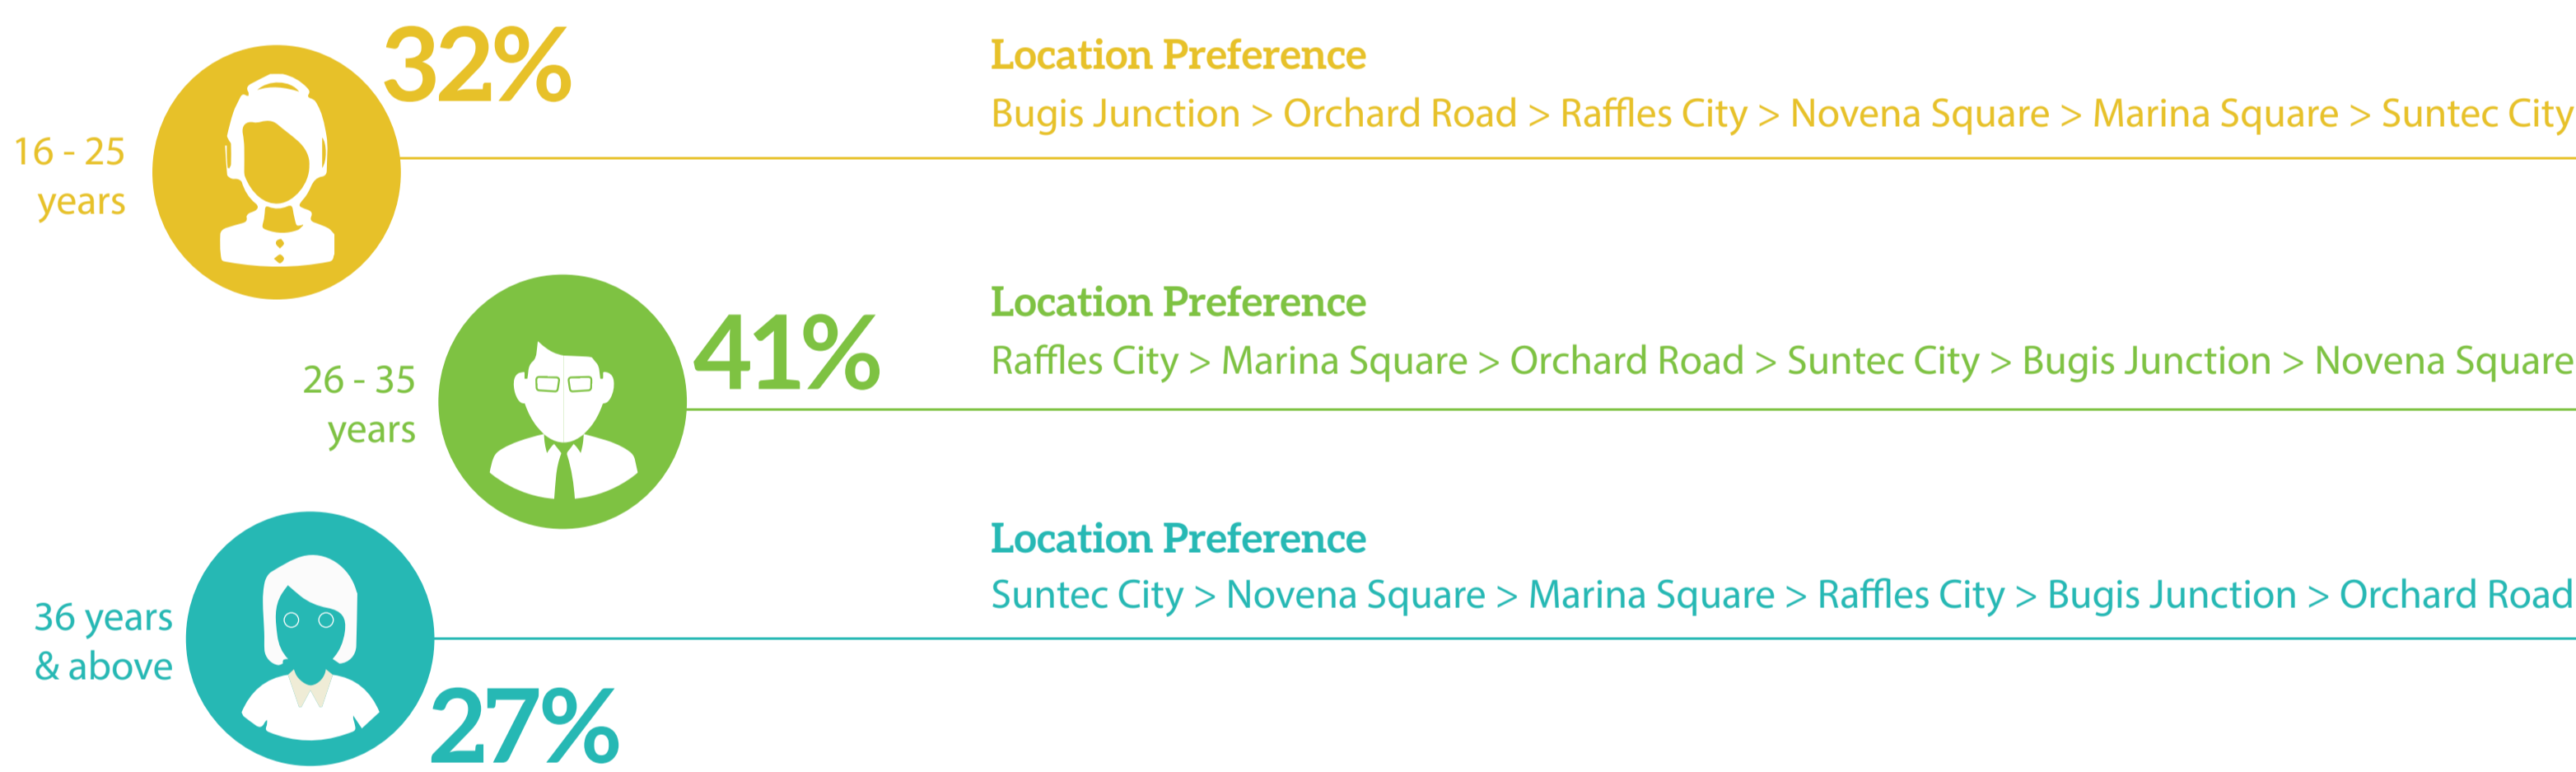 32%
Location Preference
Bugis Junction > Orchard Road > Raffles City > Novena Square > Marina Square > Suntec City
16 - 25
years
41%
Location Preference
Raffles City > Marina Square > Orchard Road > Suntec City > Bugis Junction > Novena Square
26 - 35
years
Location Preference
Suntec City > Novena Square > Marina Square > Raffles City > Bugis Junction > Orchard Road
36 years
& above
27%